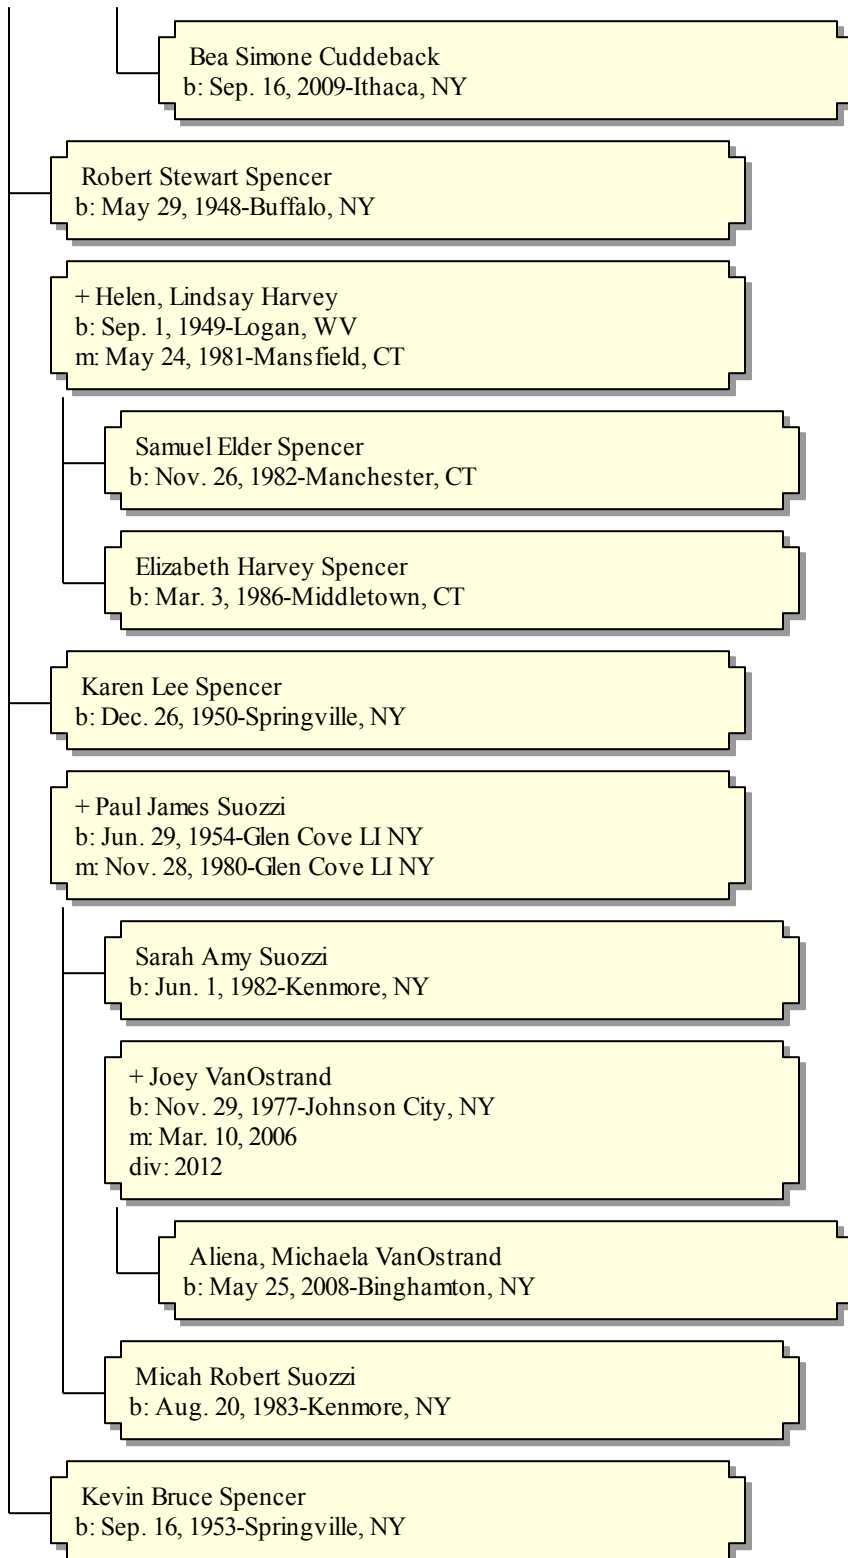 Bea Simone Cuddeback
b: Sep. 16, 2009-Ithaca, NY
Robert Stewart Spencer
b: May 29, 1948-Buffalo, NY
+ Helen, Lindsay Harvey
b: Sep. 1, 1949-Logan, WV
m: May 24, 1981-Mansfield, CT
Samuel Elder Spencer
b: Nov. 26, 1982-Manchester, CT
Elizabeth Harvey Spencer
b: Mar. 3, 1986-Middletown, CT
Karen Lee Spencer
b: Dec. 26, 1950-Springville, NY
+ Paul James Suozzi
b: Jun. 29, 1954-Glen Cove LI NY
m: Nov. 28, 1980-Glen Cove LI NY
Sarah Amy Suozzi
b: Jun. 1, 1982-Kenmore, NY
+ Joey VanOstrand
b: Nov. 29, 1977-Johnson City, NY
m: Mar. 10, 2006
div: 2012
Aliena, Michaela VanOstrand
b: May 25, 2008-Binghamton, NY
Micah Robert Suozzi
b: Aug. 20, 1983-Kenmore, NY
Kevin Bruce Spencer
b: Sep. 16, 1953-Springville, NY